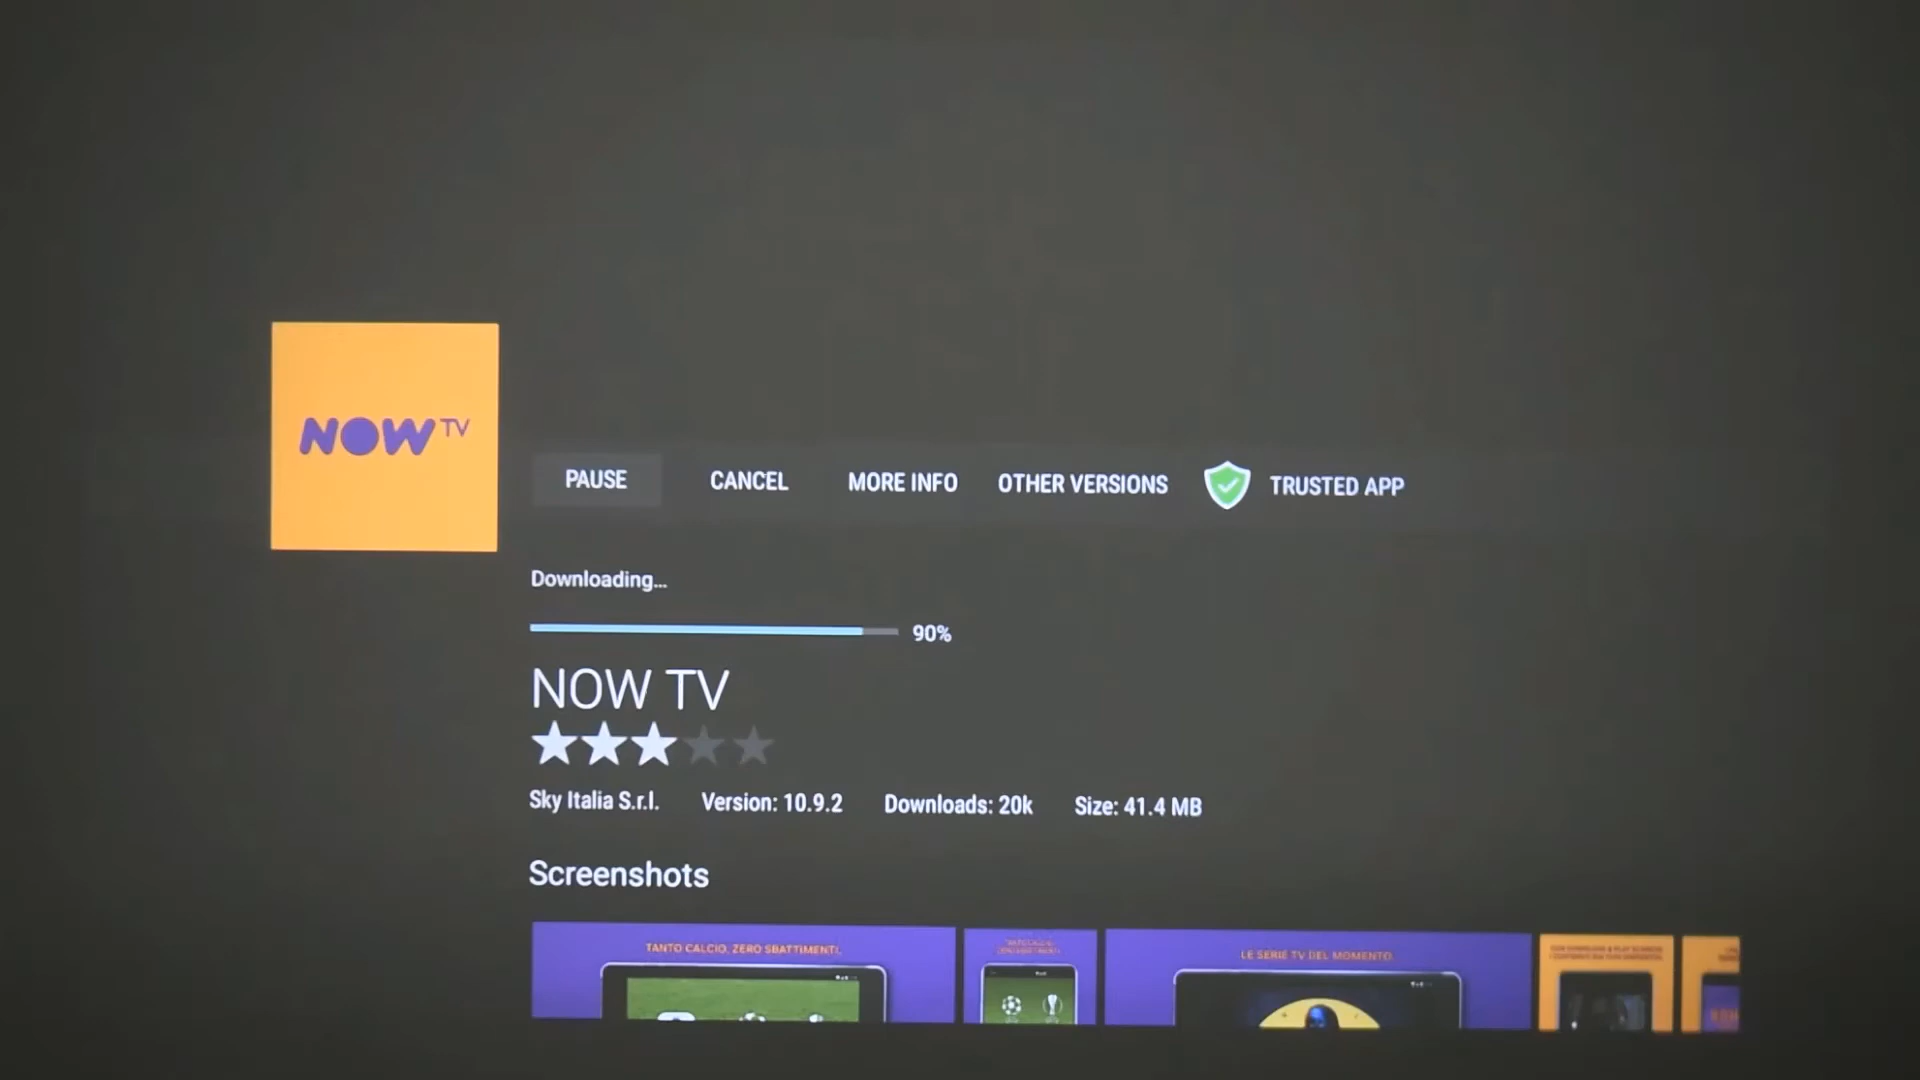 NOW TV
PAUSE CANCEL MORE INFO OTHER VERSIONS TRUSTED APP
Downloading...
90%
NOW TV
Sky Italia S.r.l. Version: 10.9.2 Downloads: 20k Size: 41.4 MB
Screenshots
TANTO CALCIO, ZERO SBATTIMENTI.
LE SERIE TV DEL MOMENTO.